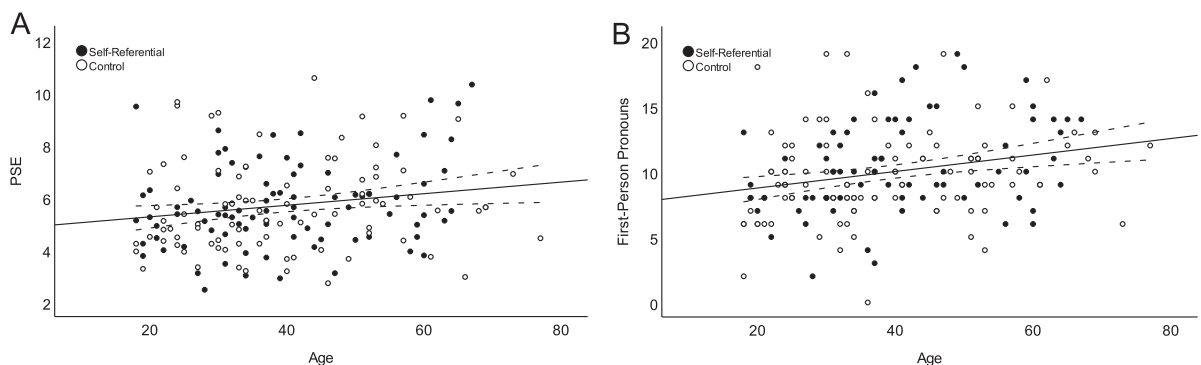 A
12
10
8
6
4
2
PSE
Self-Referential
Control
20
40
60
80
Age
B
20
15
10
5
0
First-Person Pronouns
Self-Referential
Control
20
40
60
80
Age